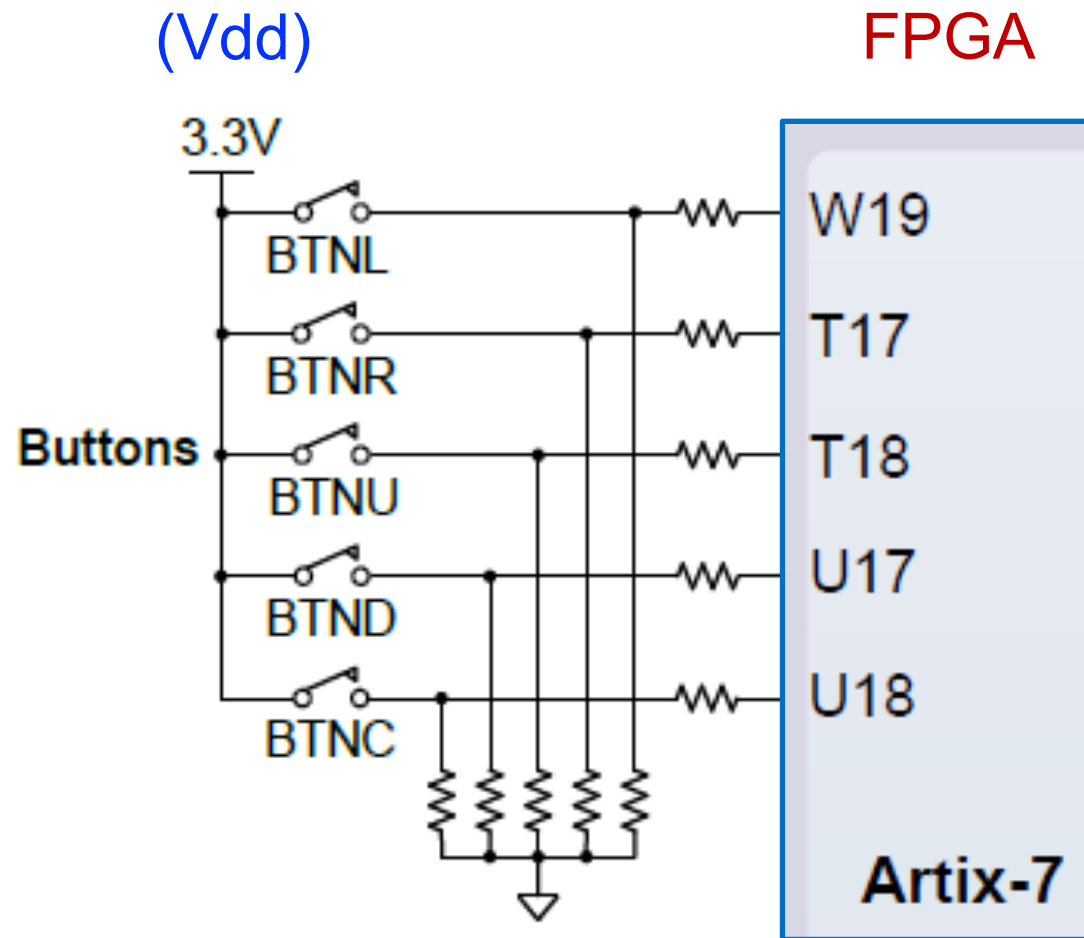 (Vdd)
FPGA
3.3V
W19
BTNL
T17
BTNR
Buttons
T18
BTNU
U17
BTND
U18
BTNC
Artix-7